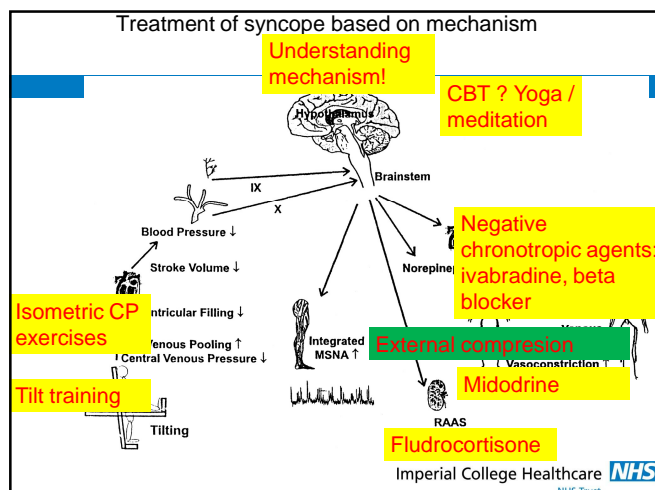 Treatment of syncope based on mechanism
Understanding
mechanism!
CBT ? Yoga /
meditation
Hypothalamus
Brainstem
IX
X
Blood Pressure ↓
Stroke Volume ↓
Negative
chronotropic agents:
ivabradine, beta
blocker
Isometric CP
exercises
Venous Pooling ↑
Central Venous Pressure ↓
Integrated
MSNA ↑
External compresion
Vasoconstriction
Midodrine
Tilt training
Tilting
RAAS
Fludrocortisone
Imperial College Healthcare NHS